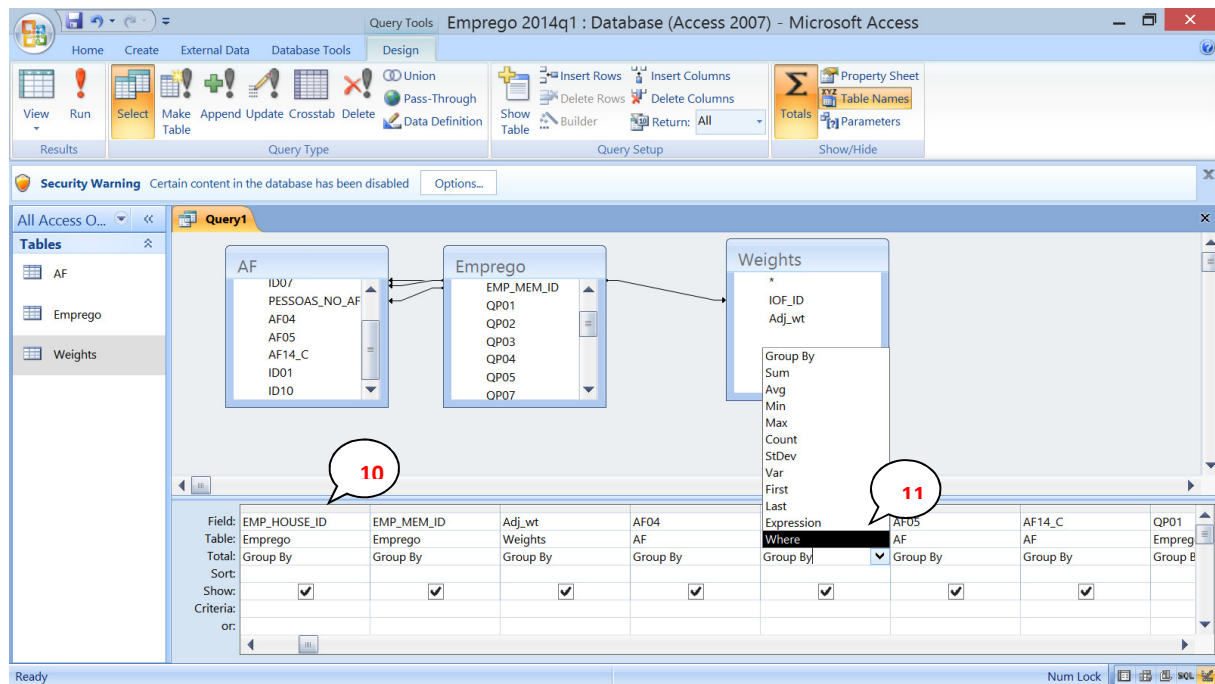 Query Tools Emprego 2014q1 : Database (Access 2007) - Microsoft Access
Home Create External Data Database Tools Design
View Run Select Make Table Append Update Crosstab Delete
Union
Pass-Through
Data Definition
Show Table
Insert Rows
Delete Rows
Builder
Insert Columns
Delete Columns
Return: All
Totals
Property Sheet
Table Names
Parameters
Results Query Type Query Setup Show/Hide
Security Warning Certain content in the database has been disabled Options...
All Access O...
Tables
AF
Emprego
Weights
Query1
AF
ID07
PESSOAS_NO_AF
AF04
AF05
AF14_C
ID01
ID10
Emprego
EMP_MEM_ID
QP01
QP02
QP03
QP04
QP05
QP07
Weights
*
IOF_ID
Adj_wt
Group By
Sum
Avg
Min
Max
Count
StDev
Var
First
Last
Expression
Where
10
11
Field: EMP_HOUSE_ID EMP_MEM_ID Adj_wt AF04 AF05 AF14_C QP01
Table: Emprego Emprego Weights AF AF AF Empreg
Total: Group By Group By Group By Group By Group By Group By Group By Group B
Sort:
Show:
Criteria:
or:
Ready Num Lock SQL